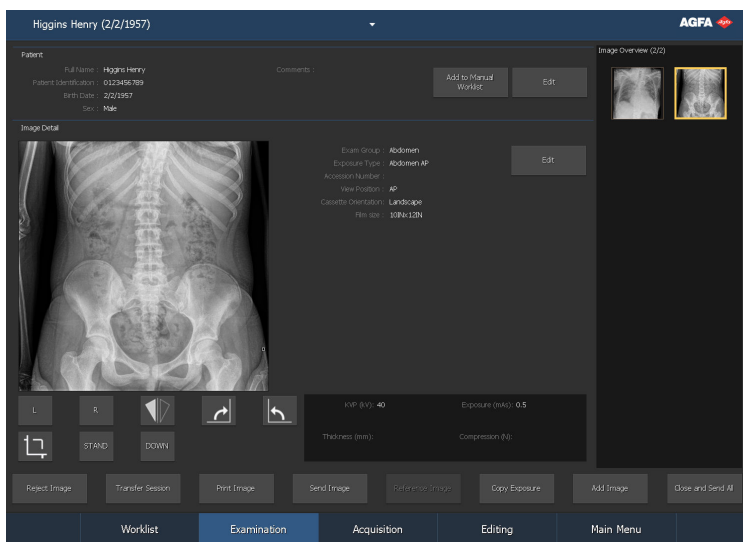 Higgins Henry (2/2/1957)
AGFA
Patient
Full Name : Higgins Henry
Patient Identification : 0123456789
Birth Date : 2/2/1957
Sex : Male
Comments :
Add to Manual
Worklist
Edit
Image Overview (2/2)
Image Detail
Exam Group : Abdomen
Exposure Type : Abdomen AP
Accession Number :
View Position : AP
Cassette Orientation: Landscape
Film size : 10INx12IN
Edit
L
R
STAND
DOWN
KVP (kV): 40
Exposure (mAs): 0.5
Thickness (mm):
Compression (N):
Reject Image
Transfer Session
Print Image
Send Image
Reference Image
Copy Exposure
Add Image
Close and Send All
Worklist
Examination
Acquisition
Editing
Main Menu